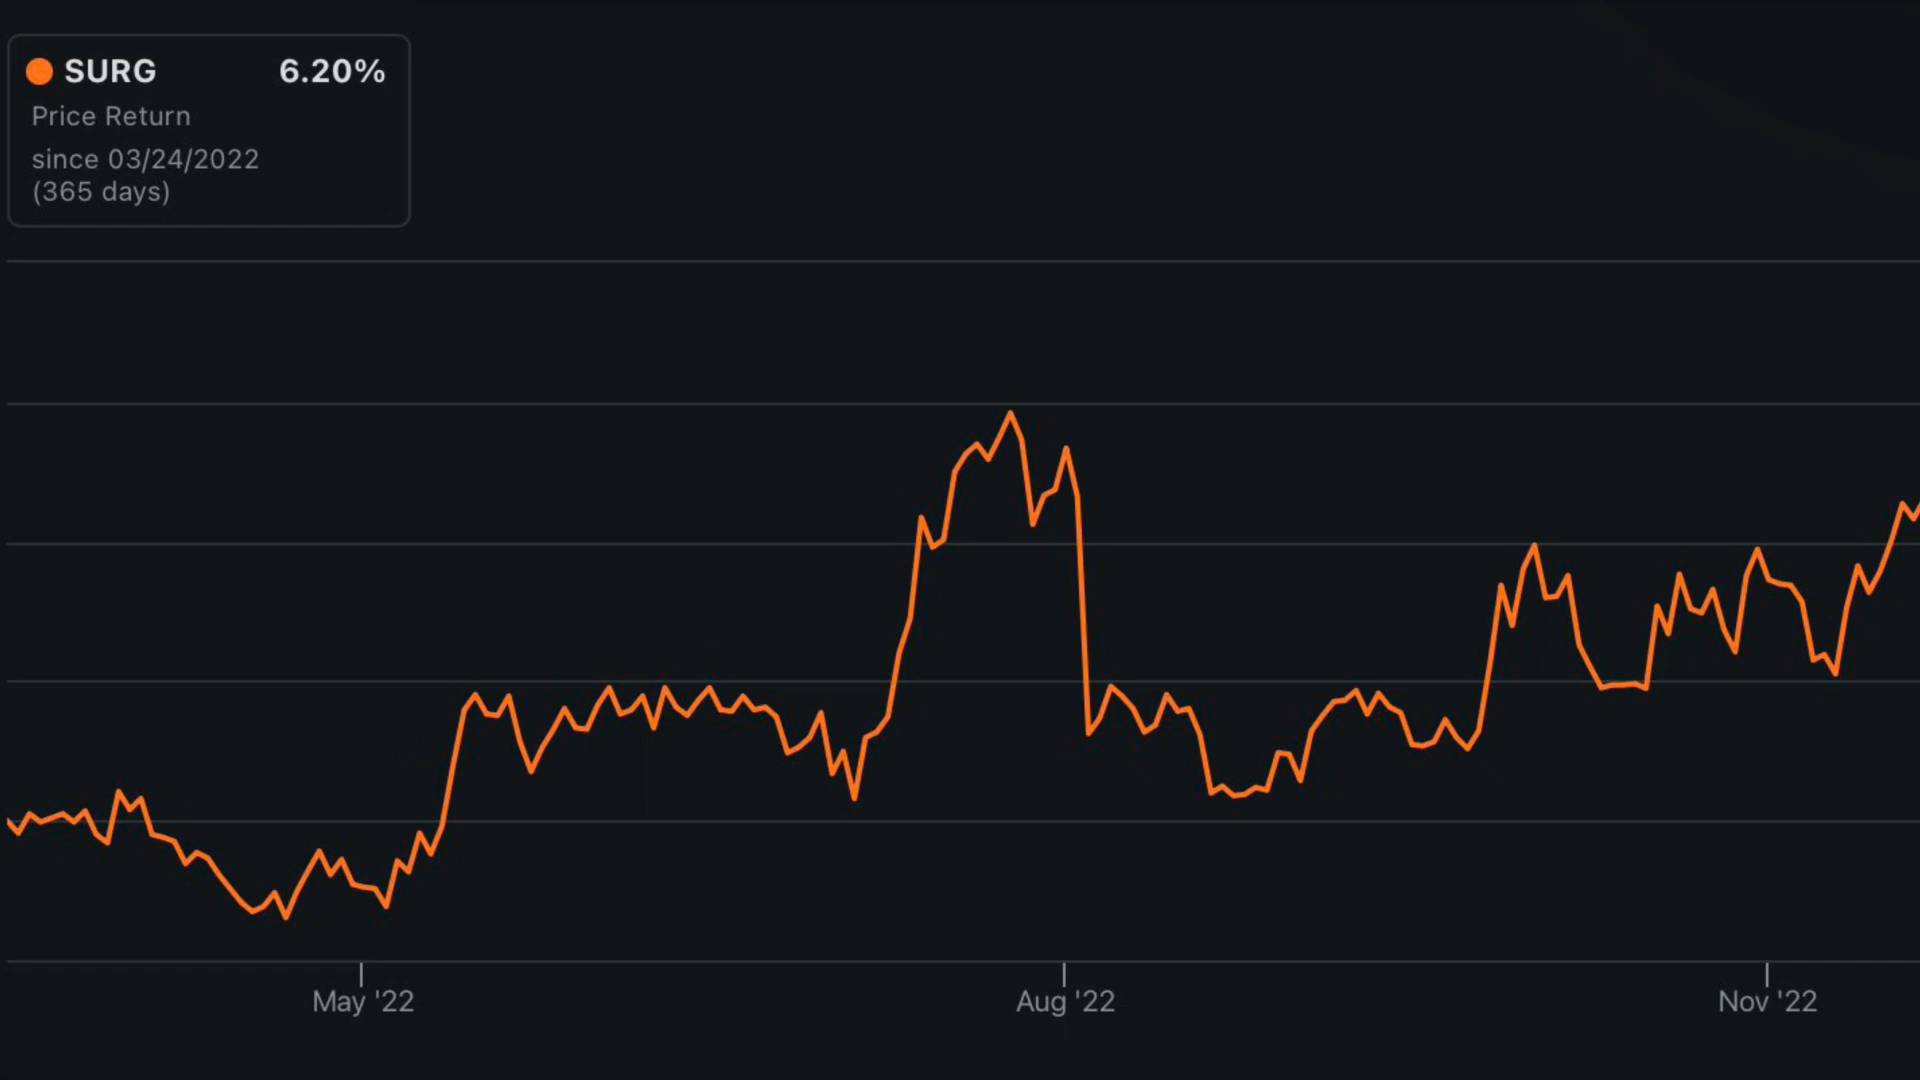 SURG 6.20%
Price Return
since 03/24/2022
(365 days)
May '22 Aug '22 Nov '22